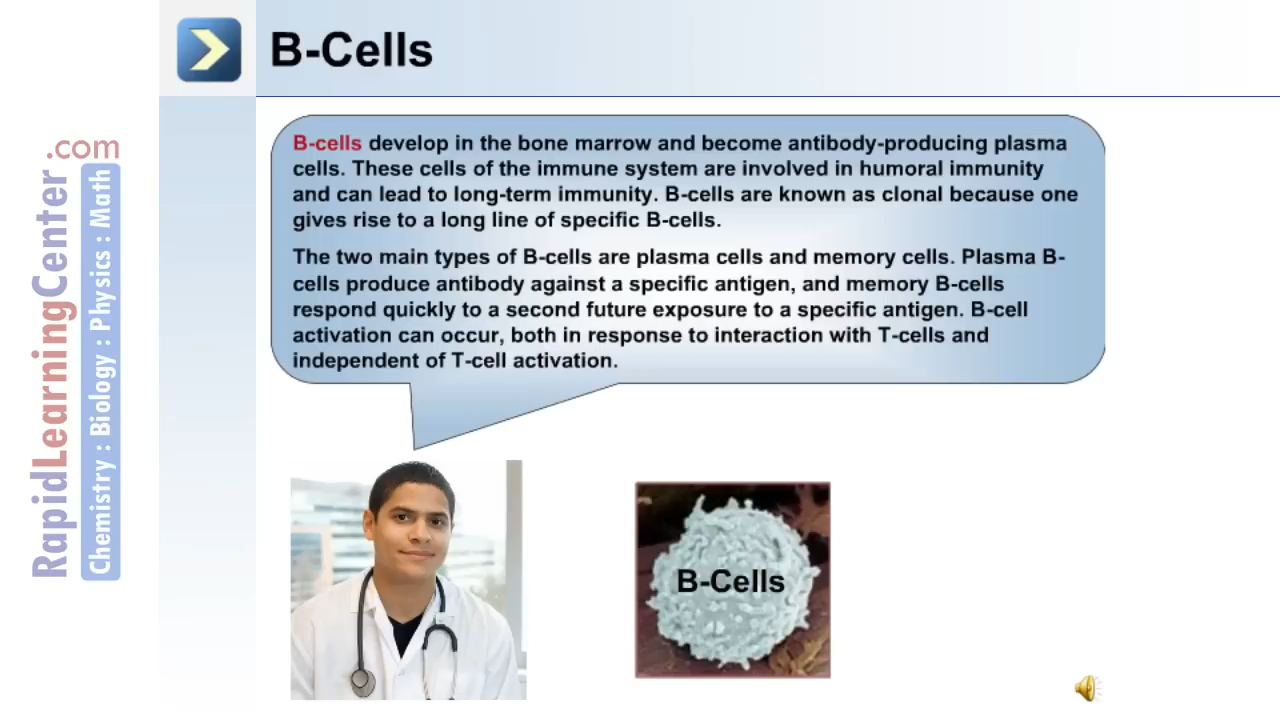 B-Cells
B-cells develop in the bone marrow and become antibody-producing plasma
cells. These cells of the immune system are involved in humoral immunity
and can lead to long-term immunity. B-cells are known as clonal because one
gives rise to a long line of specific B-cells.
The two main types of B-cells are plasma cells and memory cells. Plasma B-
cells produce antibody against a specific antigen, and memory B-cells
respond quickly to a second future exposure to a specific antigen. B-cell
activation can occur, both in response to interaction with T-cells and
independent of T-cell activation.
B-Cells
RapidLearningCenter.com
Chemistry : Biology : Physics : Math